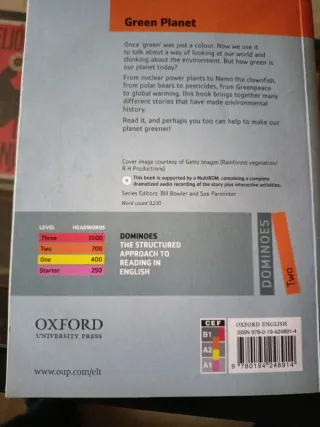 Green Planet
Once 'green' was just a colour. Now we use it
to talk about a way of looking at our world and
thinking about the environment. But how green is
our planet today?
From nuclear power plants to Nemo the clownfish,
from polar bears to pesticides, from Greenpeace
to global warming, this book brings together many
different stories that have made environmental
history.
Read it, and perhaps you too can help to make our
planet greener!
Cover image courtesy of Getty Images (Rainforest vegetation/
R H Productions)
This book is supported by a MultiROM, containing a complete
dramatized audio recording of the story plus interactive activities.
Series Editors: Bill Bowler and Sue Parminter
Word count 11,230
LEVEL HEADWORDS
Three 1000
Two 700
One 400
Starter 250
DOMINOES
THE STRUCTURED
APPROACH TO
READING IN
ENGLISH
DOMINOES
Two
OXFORD
UNIVERSITY PRESS
www.oup.com/elt
CEF
B1
A2
A1
OXFORD ENGLISH
ISBN 978-0-19-424891-4
9 780194 248914